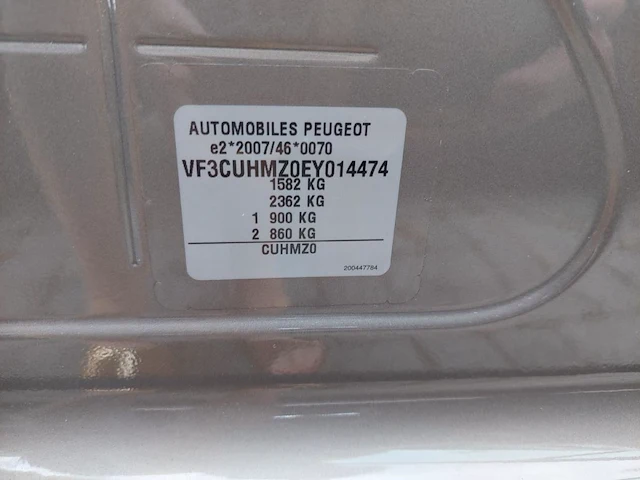 AUTOMOBILES PEUGEOT
e2*2007/46*0070
VF3CUHMZ0EY014474
1582 KG
2362 KG
1 900 KG
2 860 KG
CUHMZ0
200447784